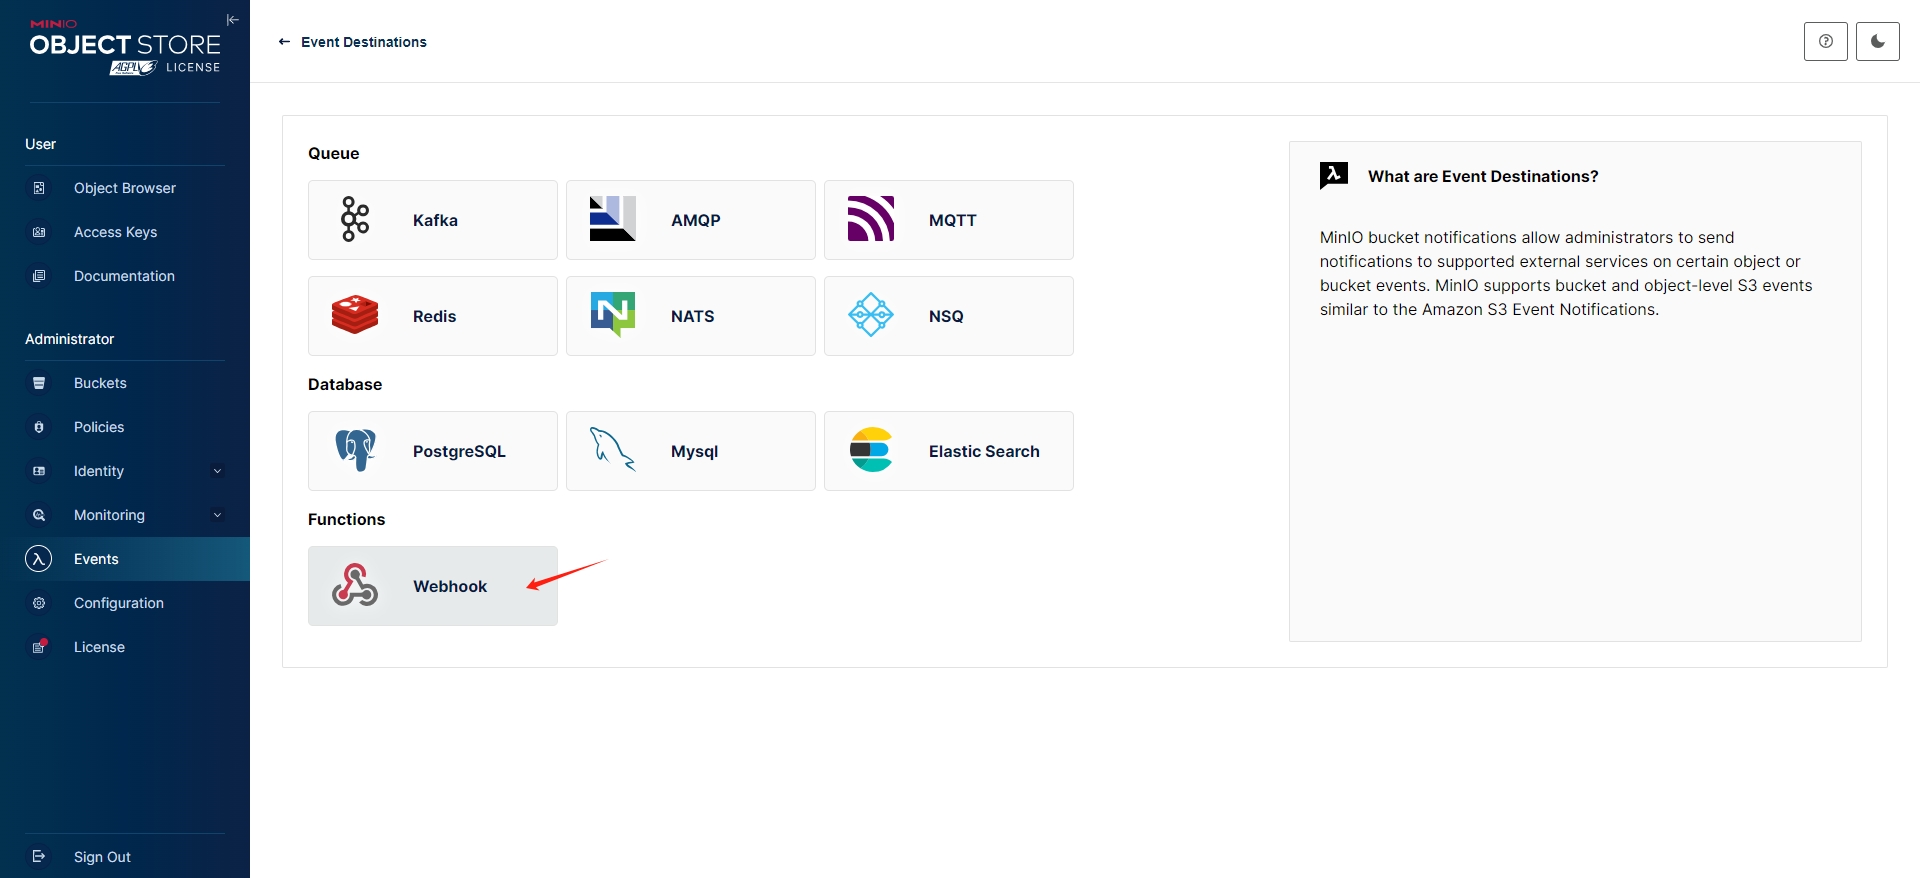 MINIO
OBJECT STORE
AGPLv3 LICENSE
User
Object Browser
Access Keys
Documentation
Administrator
Buckets
Policies
Identity
Monitoring
Events
Configuration
License
Sign Out
← Event Destinations
Queue
Kafka
AMQP
MQTT
Redis
NATS
NSQ
Database
PostgreSQL
Mysql
Elastic Search
Functions
Webhook
What are Event Destinations?
MinIO bucket notifications allow administrators to send
notifications to supported external services on certain object or
bucket events. MinIO supports bucket and object-level S3 events
similar to the Amazon S3 Event Notifications.